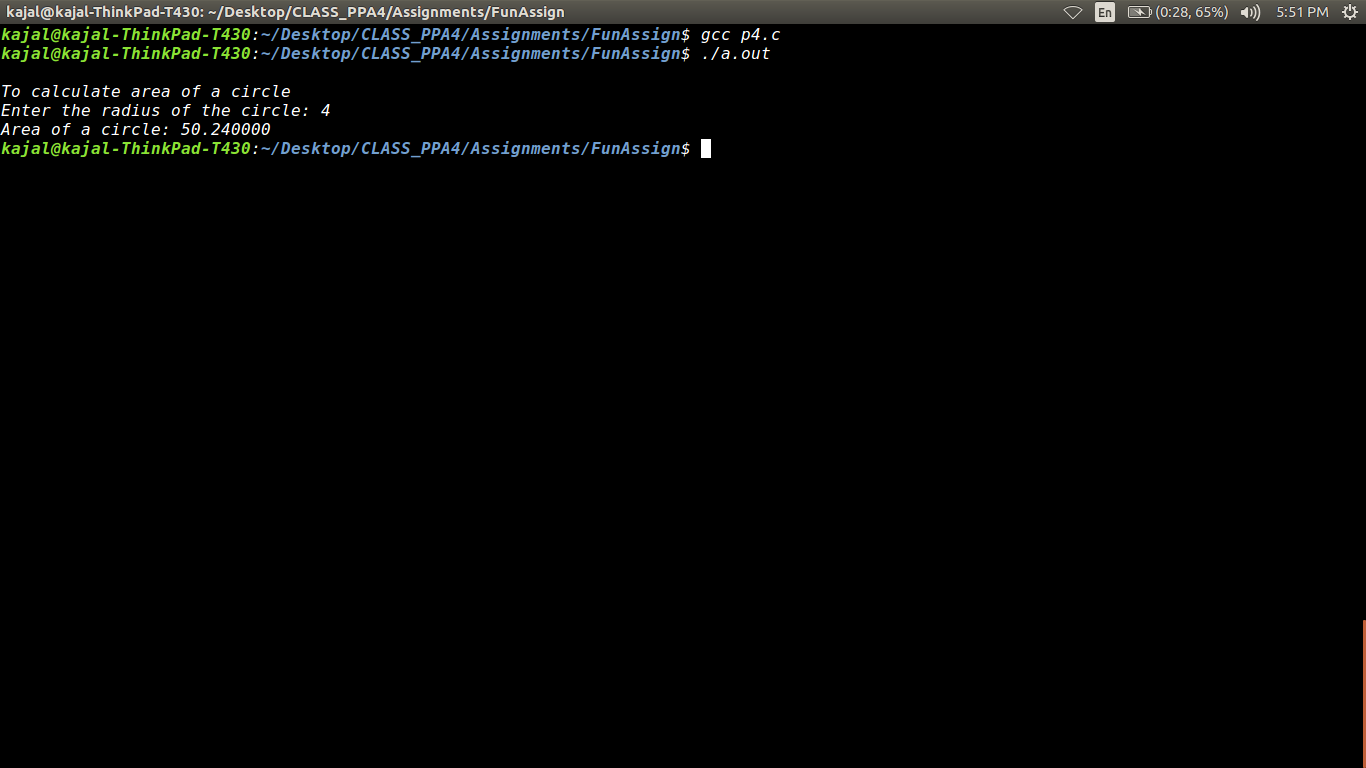 kajal@kajal-ThinkPad-T430: ~/Desktop/CLASS_PPA4/Assignments/FunAssign En (0:28, 65%) 5:51 PM
kajal@kajal-ThinkPad-T430:~/Desktop/CLASS_PPA4/Assignments/FunAssign$ gcc p4.c
kajal@kajal-ThinkPad-T430:~/Desktop/CLASS_PPA4/Assignments/FunAssign$ ./a.out
To calculate area of a circle
Enter the radius of the circle: 4
Area of a circle: 50.240000
kajal@kajal-ThinkPad-T430:~/Desktop/CLASS_PPA4/Assignments/FunAssign$